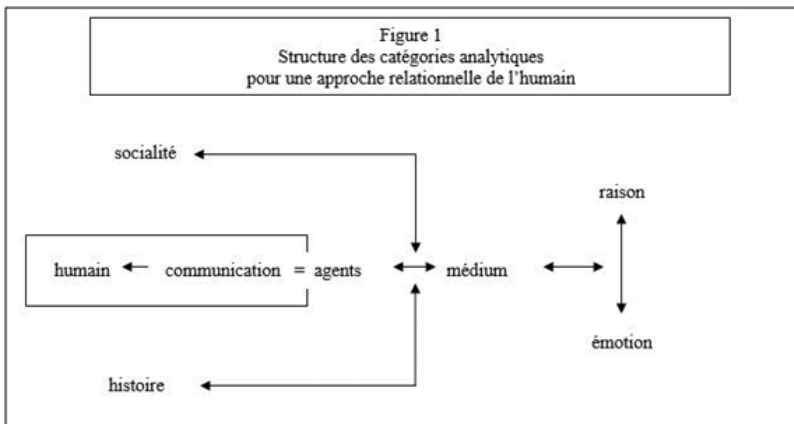 Figure 1
Structure des catégories analytiques
pour une approche relationnelle de l'humain
socialité
raison
humain communication = agents médium
émotion
histoire